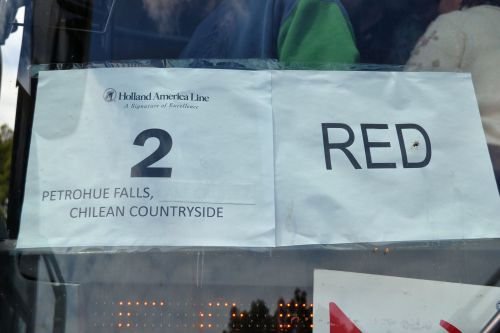 Holland America Line
A Signature of Excellence
2
PETROHUE FALLS,
CHILEAN COUNTRYSIDE
RED